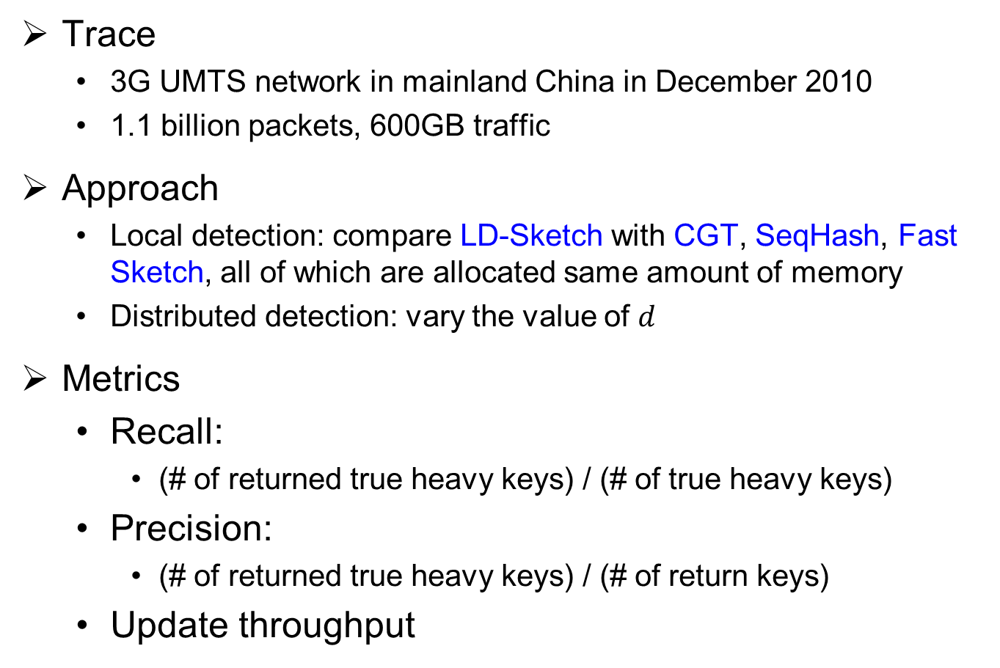 ➢ Trace
• 3G UMTS network in mainland China in December 2010
• 1.1 billion packets, 600GB traffic
➢ Approach
• Local detection: compare LD-Sketch with CGT, SeqHash, Fast
Sketch, all of which are allocated same amount of memory
• Distributed detection: vary the value of d
➢ Metrics
• Recall:
• (# of returned true heavy keys) / (# of true heavy keys)
• Precision:
• (# of returned true heavy keys) / (# of return keys)
• Update throughput